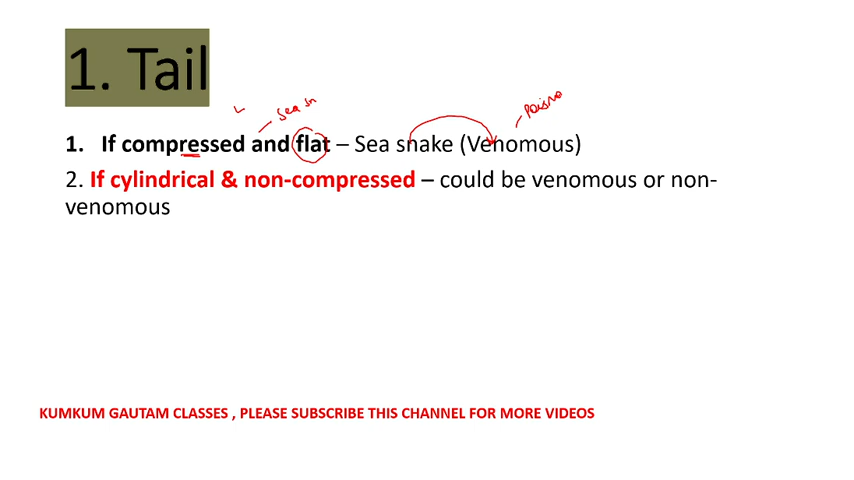 1. Tail
sea sn
Poisno
1. If compressed and flat – Sea snake (Venomous)
2. If cylindrical & non-compressed – could be venomous or non-
venomous
KUMKUM GAUTAM CLASSES , PLEASE SUBSCRIBE THIS CHANNEL FOR MORE VIDEOS